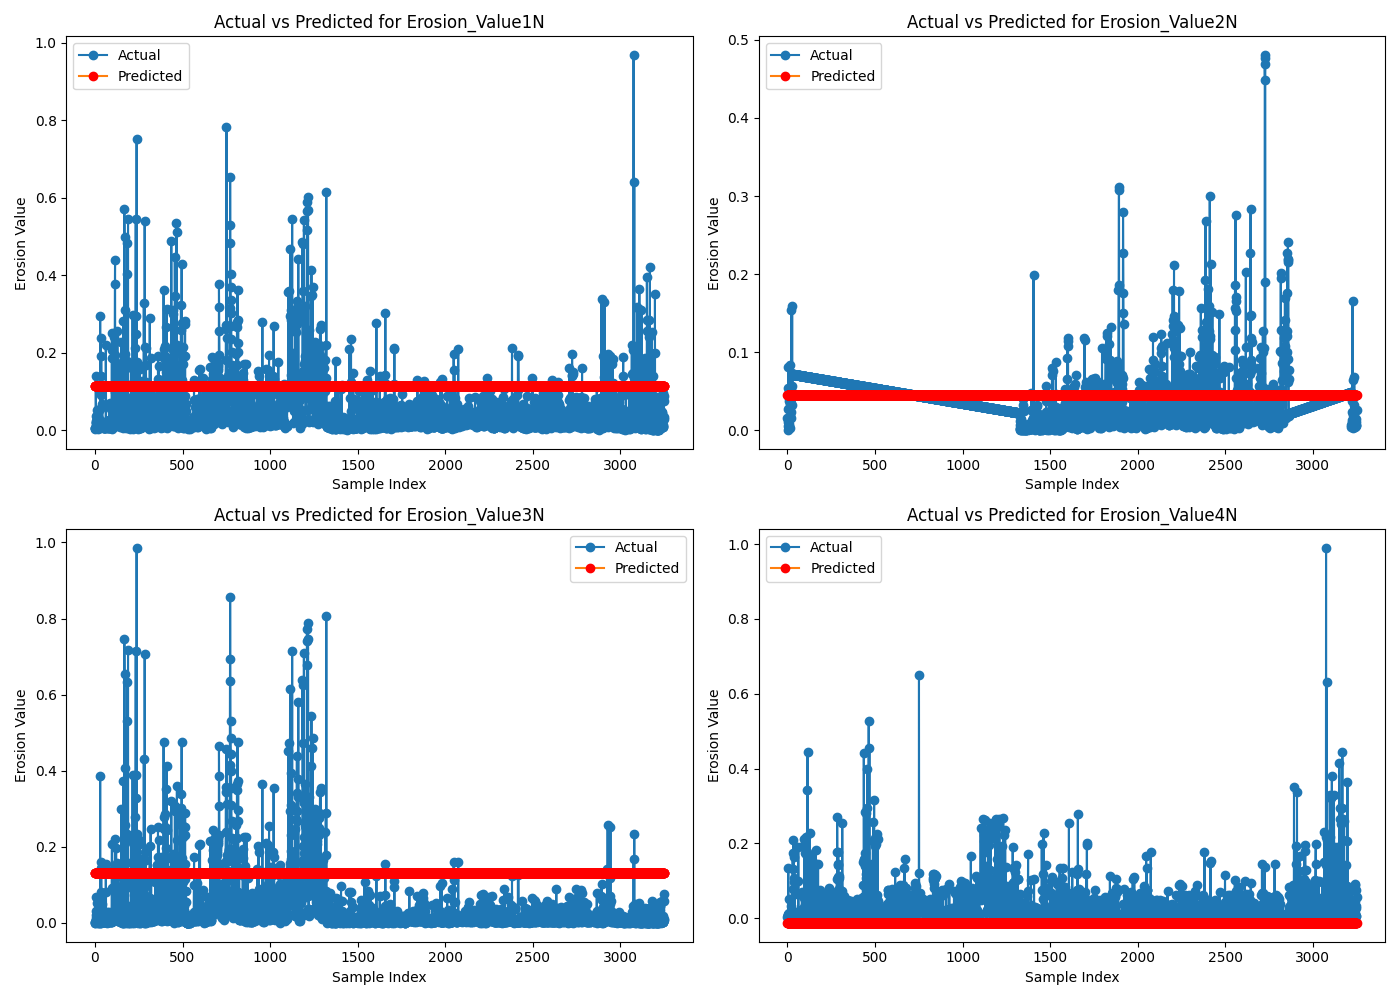 Actual vs Predicted for Erosion_Value1N
1.0
0.8
0.6
0.4
0.2
0.0
Erosion Value
Actual
Predicted
0 500 1000 1500 2000 2500 3000
Sample Index
Actual vs Predicted for Erosion_Value2N
0.5
0.4
0.3
0.2
0.1
0.0
Erosion Value
Actual
Predicted
0 500 1000 1500 2000 2500 3000
Sample Index
Actual vs Predicted for Erosion_Value3N
1.0
0.8
0.6
0.4
0.2
0.0
Erosion Value
Actual
Predicted
0 500 1000 1500 2000 2500 3000
Sample Index
Actual vs Predicted for Erosion_Value4N
1.0
0.8
0.6
0.4
0.2
0.0
Erosion Value
Actual
Predicted
0 500 1000 1500 2000 2500 3000
Sample Index